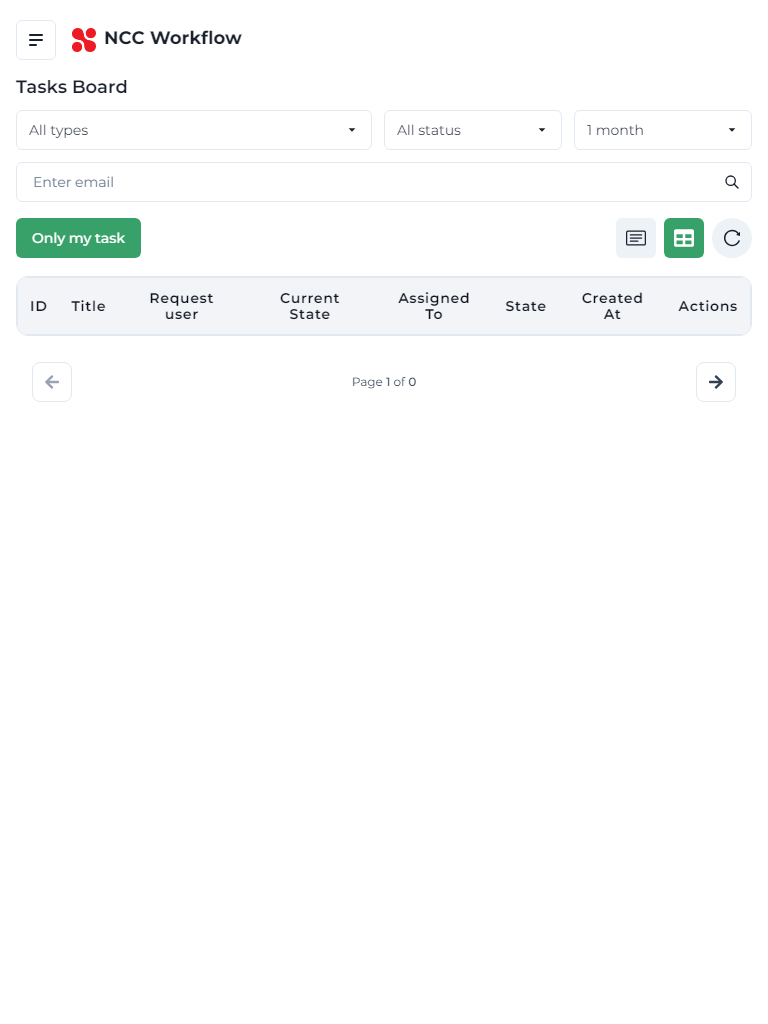 NCC Workflow
Tasks Board
All types
All status
1 month
Enter email
Only my task
ID
Title
Request
user
Current
State
Assigned
To
State
Created
At
Actions
Page 1 of 0